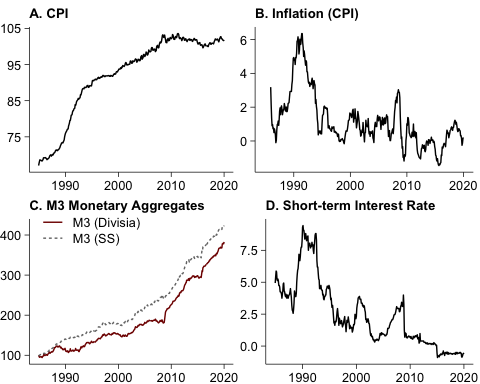 A. CPI
105
95
85
75
1990 2000 2010 2020
B. Inflation (CPI)
6
4
2
0
1990 2000 2010 2020
C. M3 Monetary Aggregates
M3 (Divisia)
M3 (SS)
400
300
200
100
1990 2000 2010 2020
D. Short-term Interest Rate
7.5
5.0
2.5
0.0
1990 2000 2010 2020